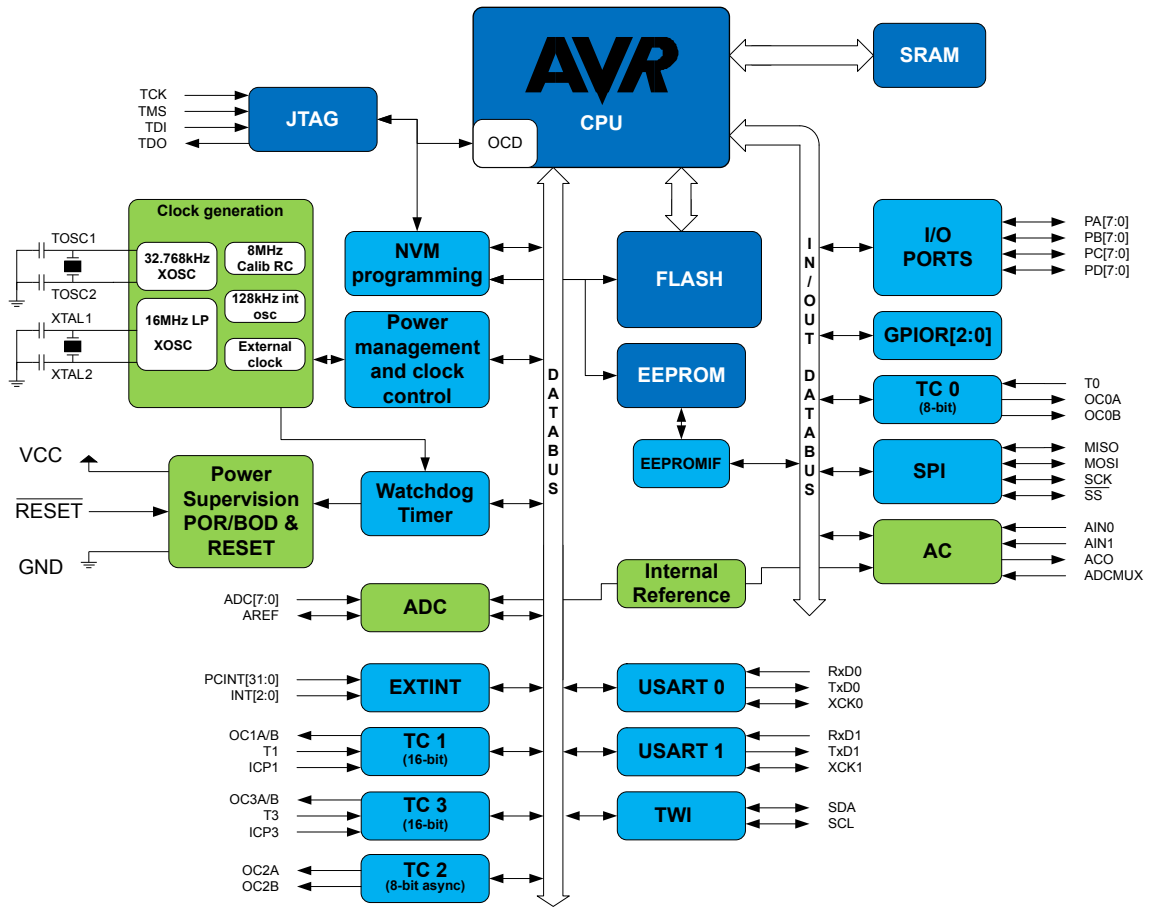 AVR
CPU
OCD
SRAM
TCK
TMS
TDI
TDO
JTAG
Clock generation
TOSC1
TOSC2
XTAL1
XTAL2
32.768kHz
XOSC
16MHz LP
XOSC
8MHz
Calib RC
128kHz int
osc
External
clock
NVM
programming
Power
management
and clock
control
FLASH
EEPROM
EEPROMIF
DATABUS
IN/OUT DATABUS
I/O
PORTS
PA[7:0]
PB[7:0]
PC[7:0]
PD[7:0]
GPIOR[2:0]
TC 0
(8-bit)
T0
OC0A
OC0B
SPI
MISO
MOSI
SCK
SS
AC
AIN0
AIN1
ACO
ADCMUX
VCC
RESET
GND
Power
Supervision
POR/BOD &
RESET
Watchdog
Timer
Internal
Reference
ADC[7:0]
AREF
ADC
PCINT[31:0]
INT[2:0]
EXTINT
OC1A/B
T1
ICP1
TC 1
(16-bit)
OC3A/B
T3
ICP3
TC 3
(16-bit)
OC2A
OC2B
TC 2
(8-bit async)
USART 0
RxD0
TxD0
XCK0
USART 1
RxD1
TxD1
XCK1
TWI
SDA
SCL